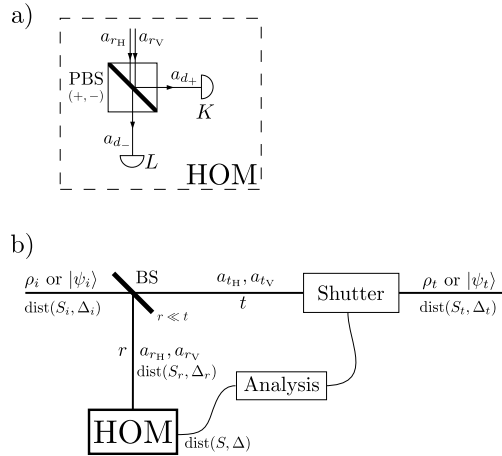 a)
a_{r_H} a_{r_V}
PBS
(+,−)
a_{d_+}
K
a_{d_−}
L
HOM
b)
ρ_i or |ψ_i⟩
BS
a_{t_H}, a_{t_V}
ρ_t or |ψ_t⟩
Shutter
dist(S_i, Δ_i)
r ≪ t
t
dist(S_t, Δ_t)
r
a_{r_H}, a_{r_V}
dist(S_r, Δ_r)
Analysis
HOM
dist(S, Δ)